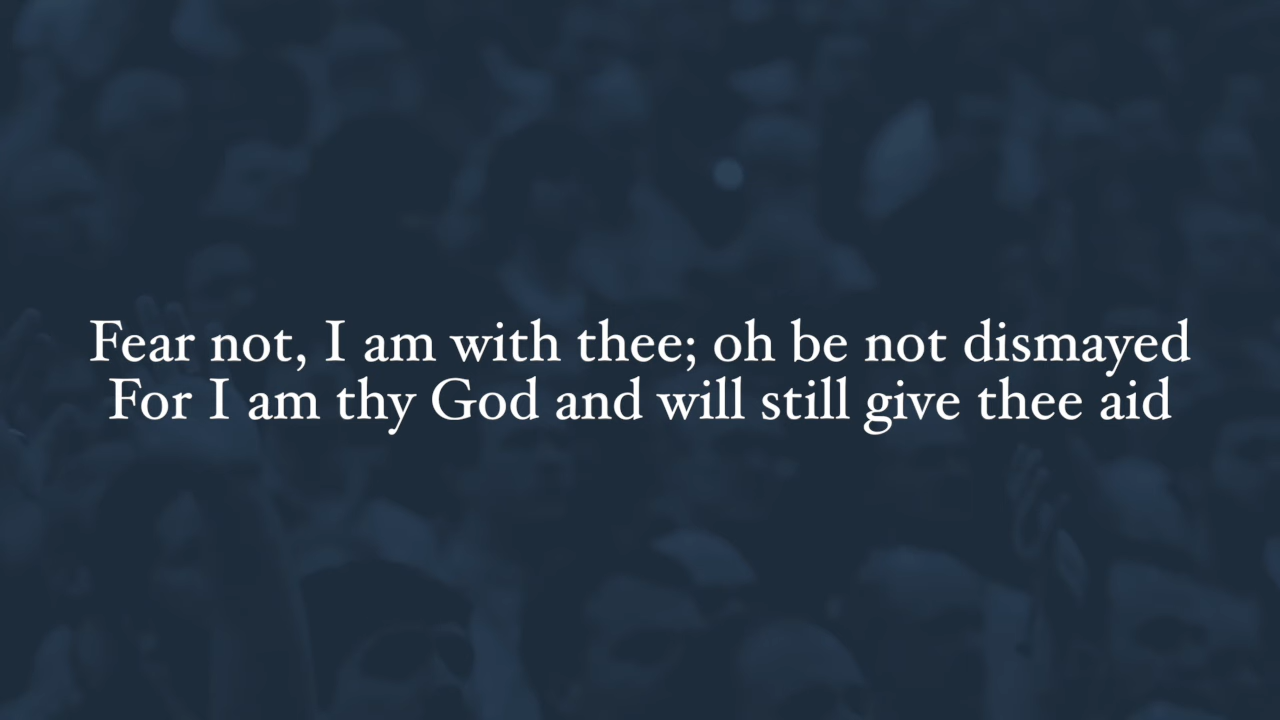 Fear not, I am with thee; oh be not dismayed
For I am thy God and will still give thee aid